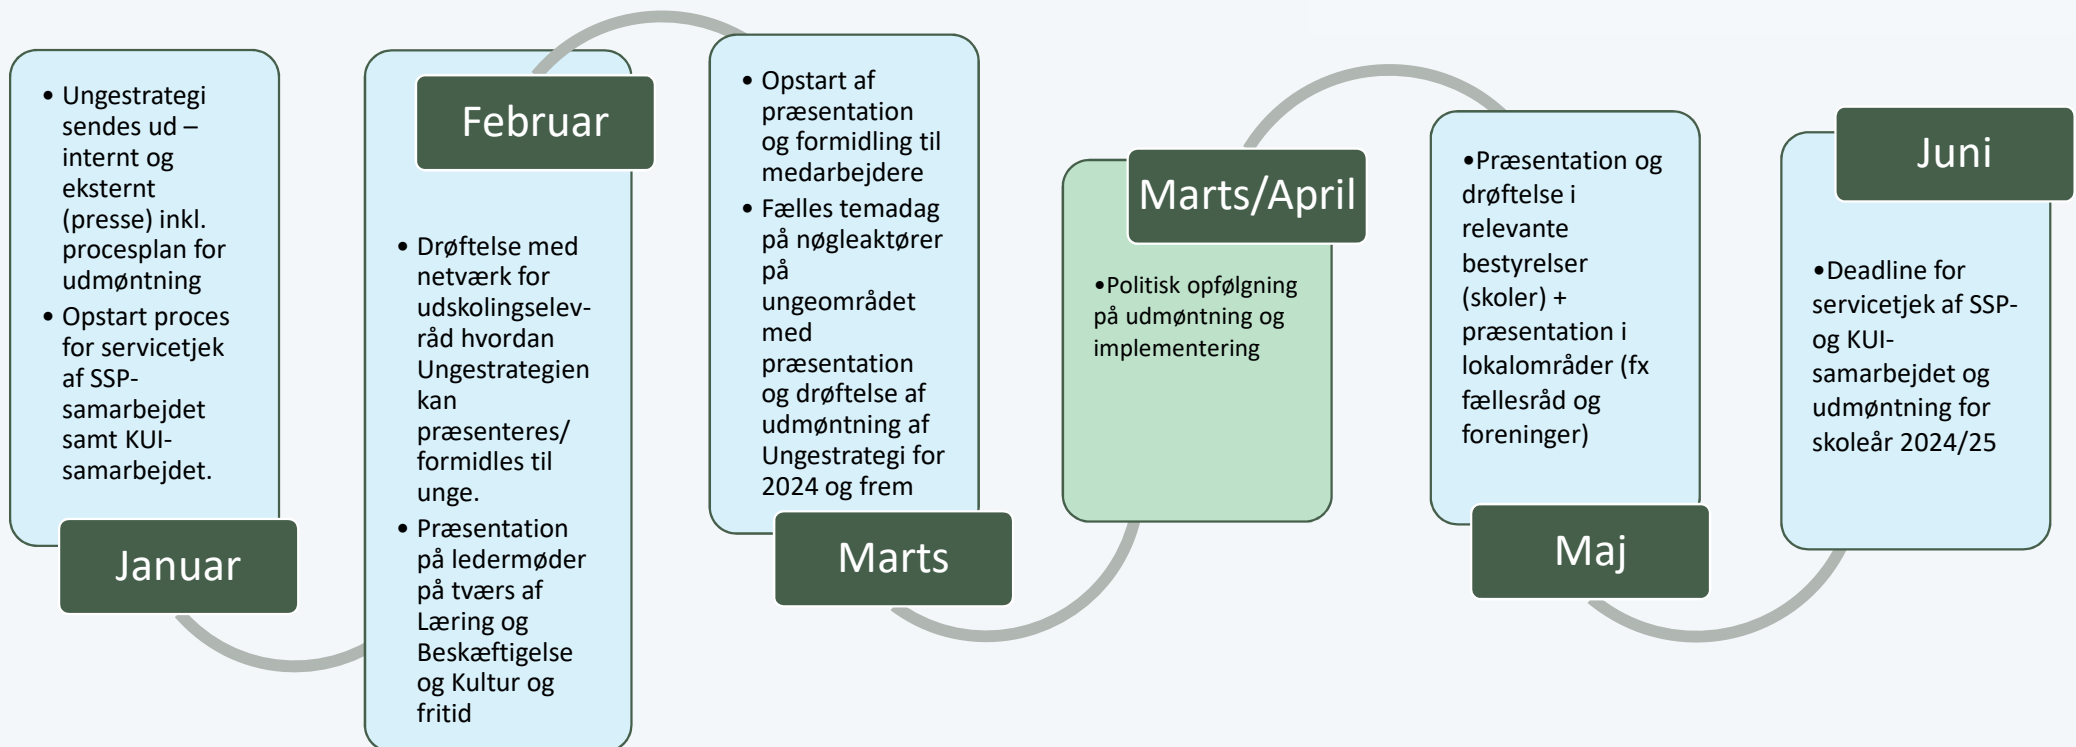 • Ungestrategi
sendes ud –
internt og
eksternt
(presse) inkl.
procesplan for
udmøntning
• Opstart proces
for servicetjek
af SSP-
samarbejdet
samt KUI-
samarbejdet.
Januar
Februar
• Drøftelse med
netværk for
udskolingselev-
råd hvordan
Ungestrategien
kan
præsenteres/
formidles til
unge.
• Præsentation
på ledermøder
på tværs af
Læring og
Beskæftigelse
og Kultur og
fritid
• Opstart af
præsentation
og formidling til
medarbejdere
• Fælles temadag
på nøgleaktører
på
ungeområdet
med
præsentation
og drøftelse af
udmøntning af
Ungestrategi for
2024 og frem
Marts
Marts/April
•Politisk opfølgning
på udmøntning og
implementering
•Præsentation og
drøftelse i
relevante
bestyrelser
(skoler) +
præsentation i
lokalområder (fx
fællesråd og
foreninger)
Maj
Juni
•Deadline for
servicetjek af SSP-
og KUI-
samarbejdet og
udmøntning for
skoleår 2024/25